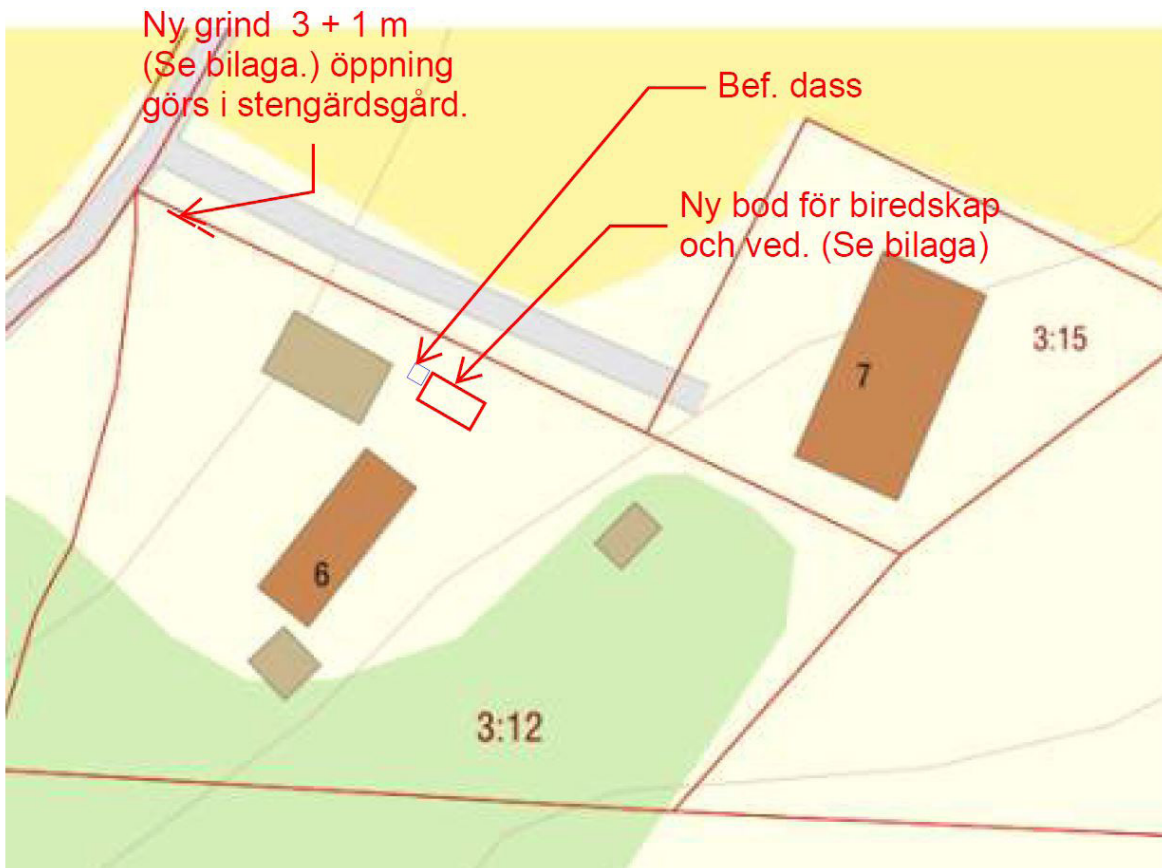 Ny grind 3 + 1 m
(Se bilaga.) öppning
görs i stengärdsgård.
Bef. dass
Ny bod för biredskap
och ved. (Se bilaga)
3:15
7
6
3:12